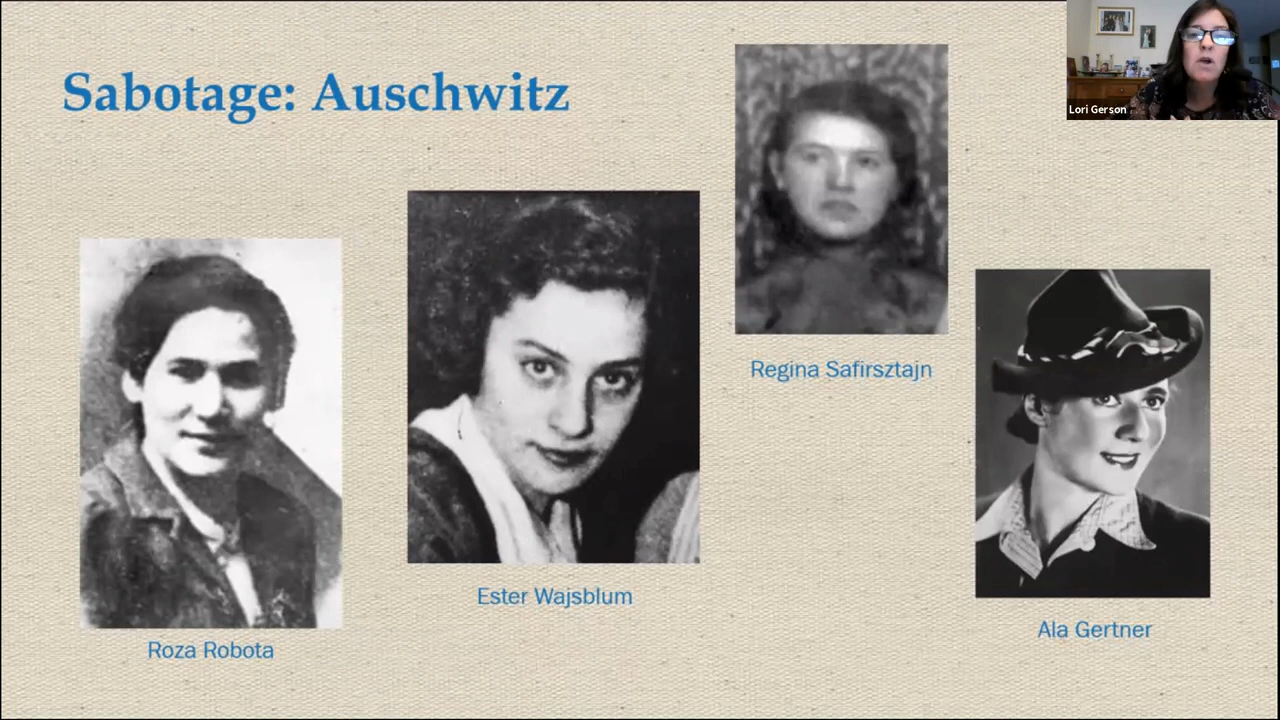 Sabotage: Auschwitz
Lori Gerson
Regina Safirsztajn
Ester Wajsblum
Ala Gertner
Roza Robota